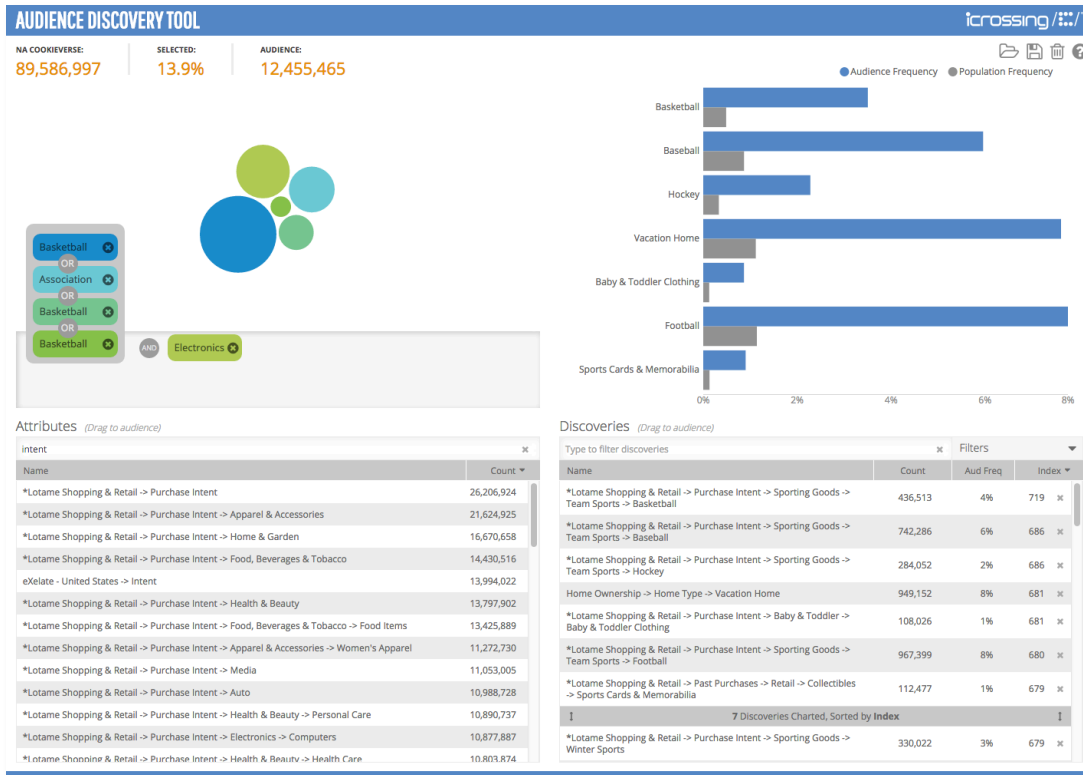 AUDIENCE DISCOVERY TOOL
icrossing
NA COOKIEVERSE:
89,586,997
SELECTED:
13.9%
AUDIENCE:
12,455,465
Audience Frequency
Population Frequency
Basketball
Baseball
Hockey
Vacation Home
Baby & Toddler Clothing
Football
Sports Cards & Memorabilia
0% 2% 4% 6% 8%
Basketball
OR
Association
OR
Basketball
OR
Basketball
AND
Electronics
Attributes (Drag to audience)
intent
Name Count
*Lotame Shopping & Retail -> Purchase Intent 26,206,924
*Lotame Shopping & Retail -> Purchase Intent -> Apparel & Accessories 21,624,925
*Lotame Shopping & Retail -> Purchase Intent -> Home & Garden 16,670,658
*Lotame Shopping & Retail -> Purchase Intent -> Food, Beverages & Tobacco 14,430,516
eXelate - United States -> Intent 13,994,022
*Lotame Shopping & Retail -> Purchase Intent -> Health & Beauty 13,797,902
*Lotame Shopping & Retail -> Purchase Intent -> Food, Beverages & Tobacco -> Food Items 13,425,889
*Lotame Shopping & Retail -> Purchase Intent -> Apparel & Accessories -> Women's Apparel 11,272,730
*Lotame Shopping & Retail -> Purchase Intent -> Media 11,053,005
*Lotame Shopping & Retail -> Purchase Intent -> Auto 10,988,728
*Lotame Shopping & Retail -> Purchase Intent -> Health & Beauty -> Personal Care 10,890,737
*Lotame Shopping & Retail -> Purchase Intent -> Electronics -> Computers 10,877,887
*Lotame Shopping & Retail -> Purchase Intent -> Health & Beauty -> Health Care 10,803,874
Discoveries (Drag to audience)
Type to filter discoveries
Filters
Name Count Aud Freq Index
*Lotame Shopping & Retail -> Purchase Intent -> Sporting Goods ->
Team Sports -> Basketball 436,513 4% 719
*Lotame Shopping & Retail -> Purchase Intent -> Sporting Goods ->
Team Sports -> Baseball 742,286 6% 686
*Lotame Shopping & Retail -> Purchase Intent -> Sporting Goods ->
Team Sports -> Hockey 284,052 2% 686
Home Ownership -> Home Type -> Vacation Home 949,152 8% 681
*Lotame Shopping & Retail -> Purchase Intent -> Baby & Toddler ->
Baby & Toddler Clothing 108,026 1% 681
*Lotame Shopping & Retail -> Purchase Intent -> Sporting Goods ->
Team Sports -> Football 967,399 8% 680
*Lotame Shopping & Retail -> Past Purchases -> Retail -> Collectibles
-> Sports Cards & Memorabilia 112,477 1% 679
7 Discoveries Charted, Sorted by Index
*Lotame Shopping & Retail -> Purchase Intent -> Sporting Goods ->
Winter Sports 330,022 3% 679